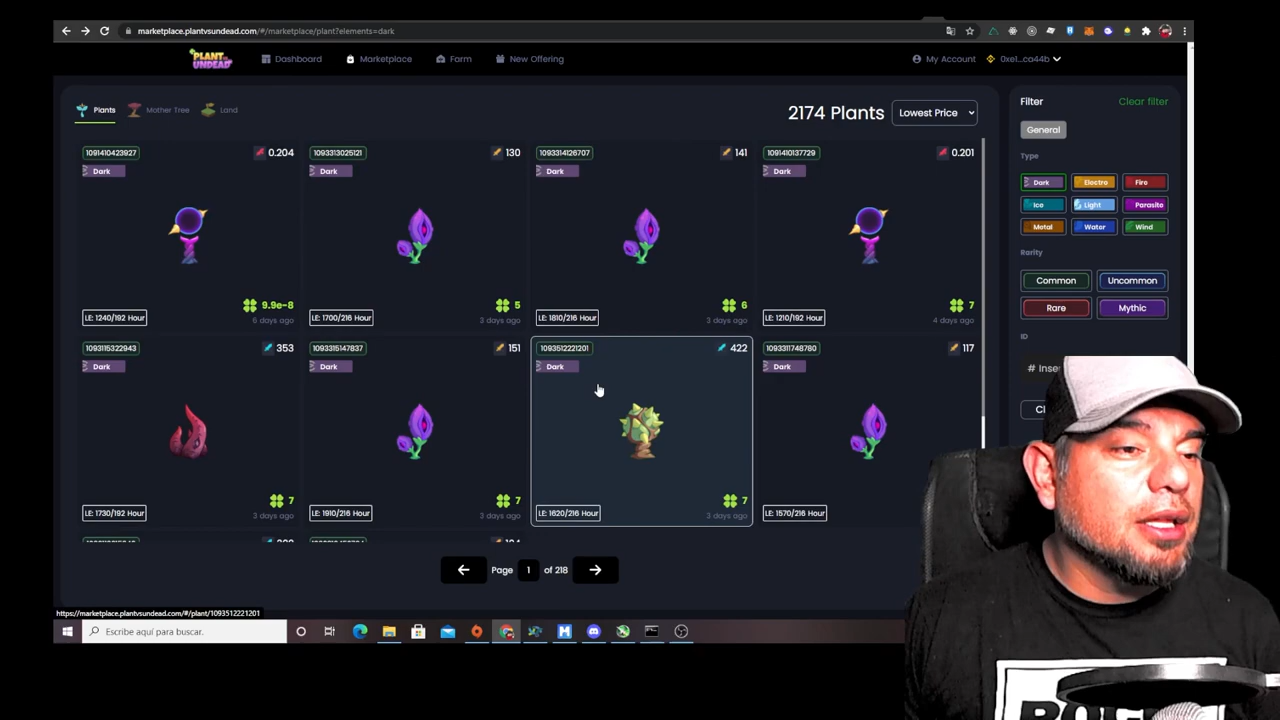 marketplace.plantvsundead.com/#/marketplace/plant?elements=dark
PLANT UNDEAD
Dashboard
Marketplace
Farm
New Offering
My Account
0xe1...ca44b
Plants
Mother Tree
Land
2174 Plants
Lowest Price
1091410423927
0.204
Dark
9.9e-8
LE: 1240/192 Hour
6 days ago
1093313025121
130
Dark
5
LE: 1700/216 Hour
3 days ago
1093314126707
141
Dark
6
LE: 1810/216 Hour
3 days ago
1091410137729
0.201
Dark
7
LE: 1210/192 Hour
4 days ago
1093115322943
353
Dark
7
LE: 1730/192 Hour
3 days ago
1093315147837
151
Dark
7
LE: 1910/216 Hour
3 days ago
1093512221201
422
Dark
7
LE: 1620/216 Hour
3 days ago
1093311748780
117
Dark
LE: 1570/216 Hour
Page 1 of 218
Filter
Clear filter
General
Type
Dark
Electro
Fire
Ice
Light
Parasite
Metal
Water
Wind
Rarity
Common
Uncommon
Rare
Mythic
ID
# Inse
Cl
https://marketplace.plantvsundead.com/#/plant/1093512221201
Escribe aquí para buscar.